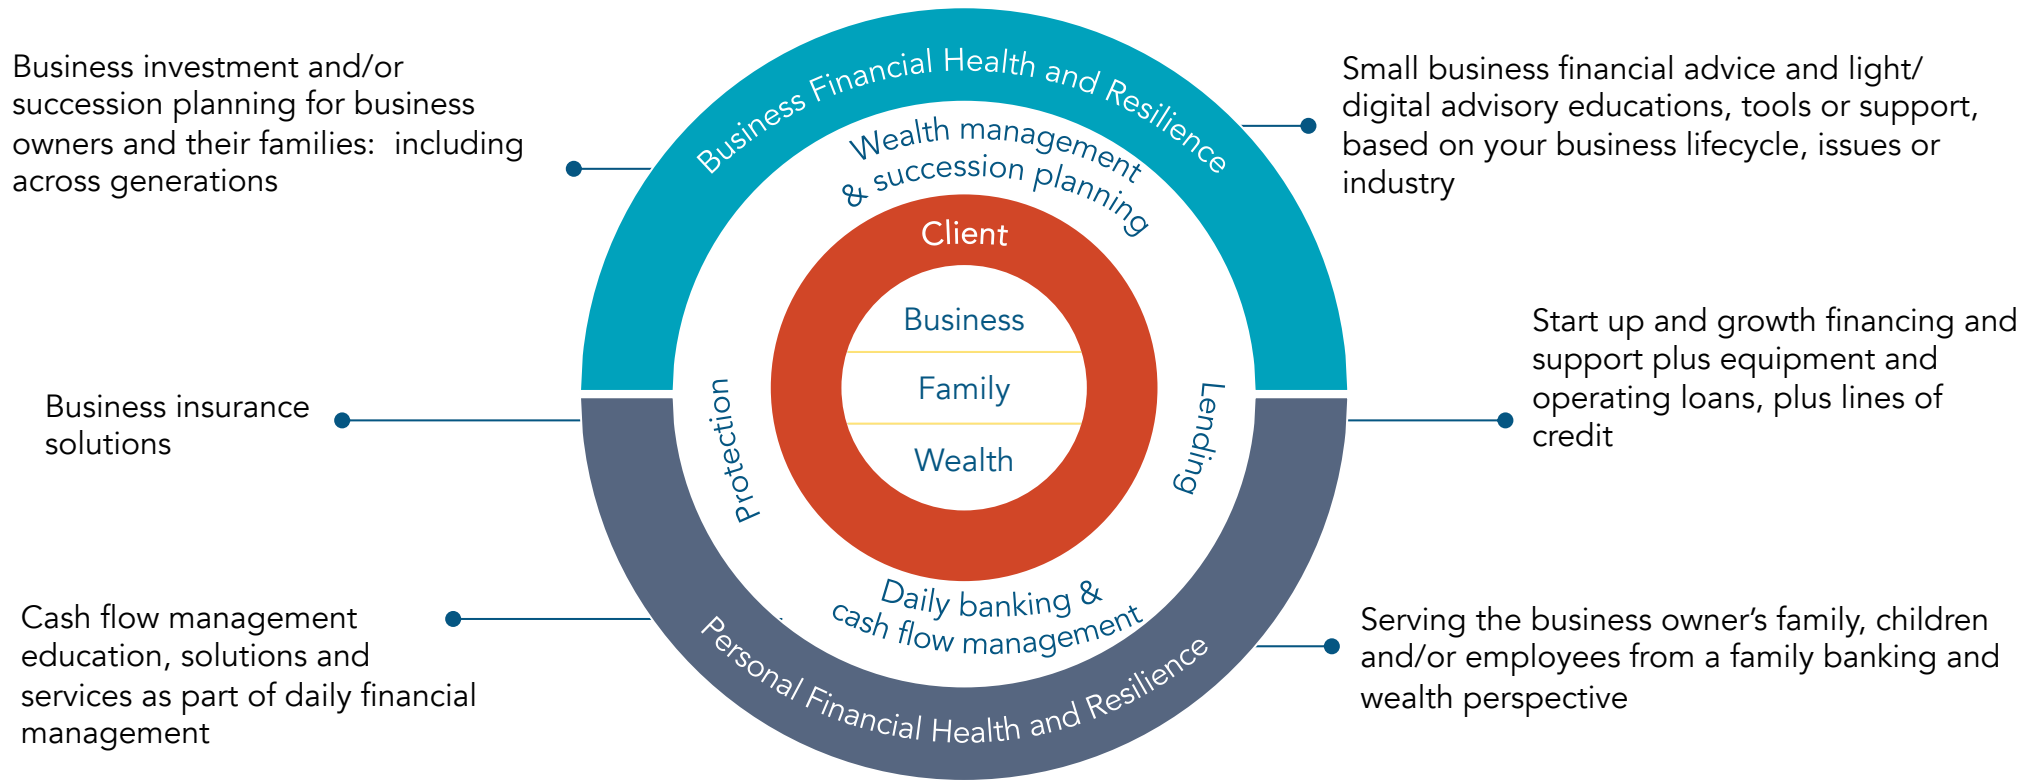 Business investment and/or
succession planning for business
owners and their families:  including
across generations
Business insurance
solutions
Cash flow management
education, solutions and
services as part of daily financial
management
Business Financial Health and Resilience
Wealth management
& succession planning
Client
Business
Family
Wealth
Protection
Lending
Daily banking &
cash flow management
Personal Financial Health and Resilience
Small business financial advice and light/
digital advisory educations, tools or support,
based on your business lifecycle, issues or
industry
Start up and growth financing and
support plus equipment and
operating loans, plus lines of
credit
Serving the business owner’s family, children
and/or employees from a family banking and
wealth perspective